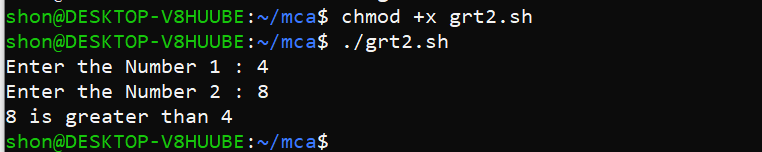 shon@DESKTOP-V8HUUBE:~/mca$ chmod +x grt2.sh
shon@DESKTOP-V8HUUBE:~/mca$ ./grt2.sh
Enter the Number 1 : 4
Enter the Number 2 : 8
8 is greater than 4
shon@DESKTOP-V8HUUBE:~/mca$